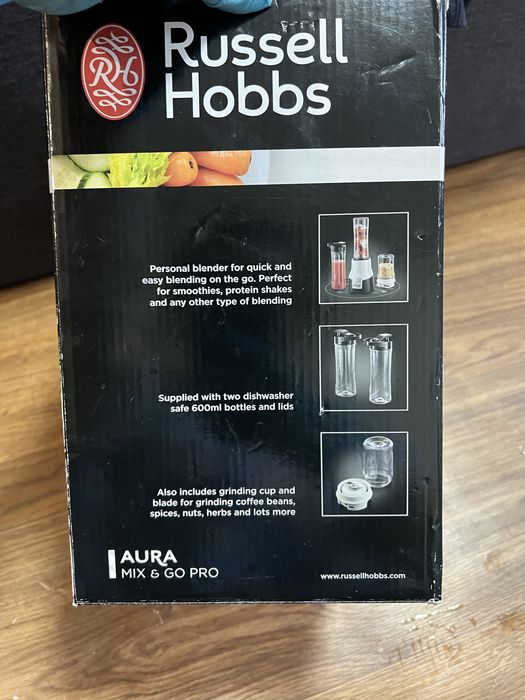 RH
Russell
Hobbs
Personal blender for quick and
easy blending on the go. Perfect
for smoothies, protein shakes
and any other type of blending
Supplied with two dishwasher
safe 600ml bottles and lids
Also includes grinding cup and
blade for grinding coffee beans,
spices, nuts, herbs and lots more
AURA
MIX & GO PRO
www.russellhobbs.com